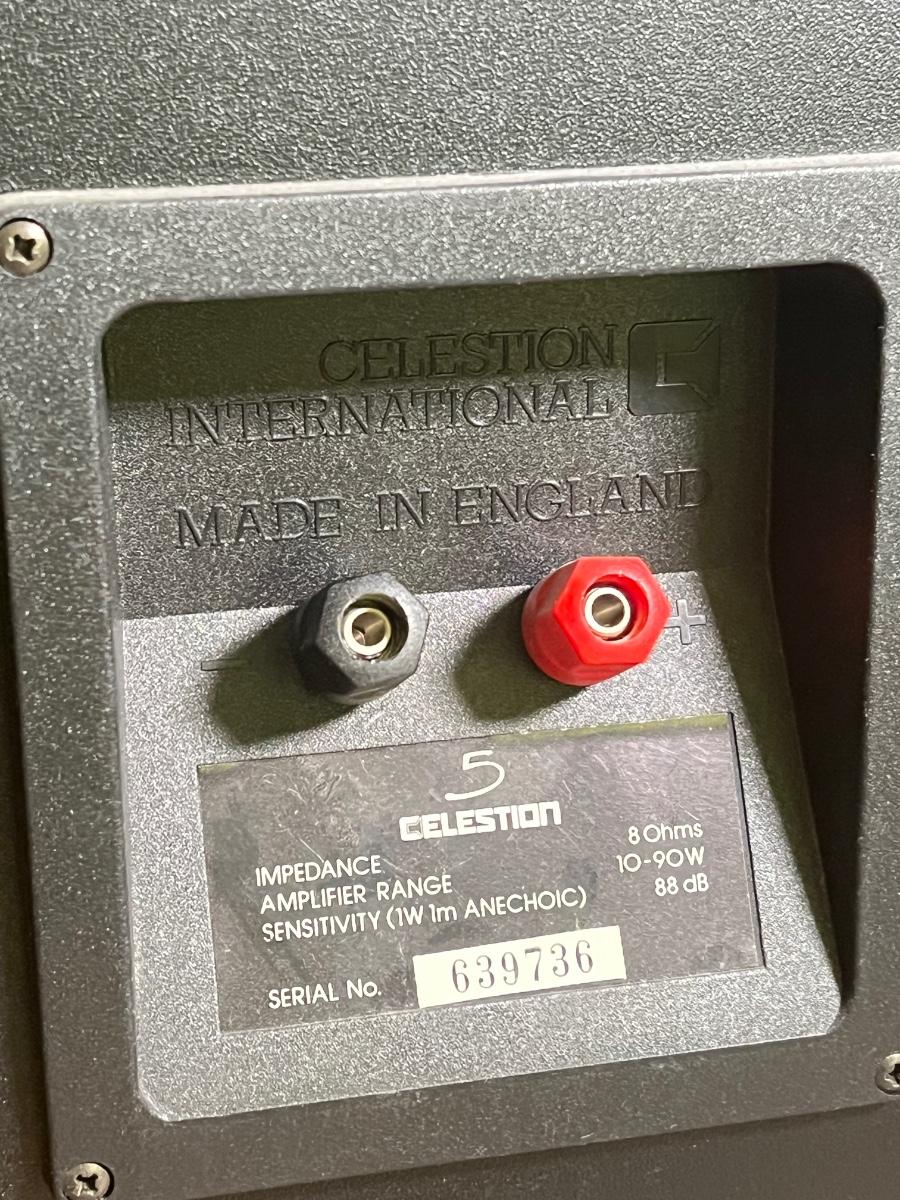 CELESTION
INTERNATIONAL
MADE IN ENGLAND
- +
5
CELESTION
IMPEDANCE 8 Ohms
AMPLIFIER RANGE 10-90W
SENSITIVITY (1W 1m ANECHOIC) 88 dB
SERIAL No. 639736